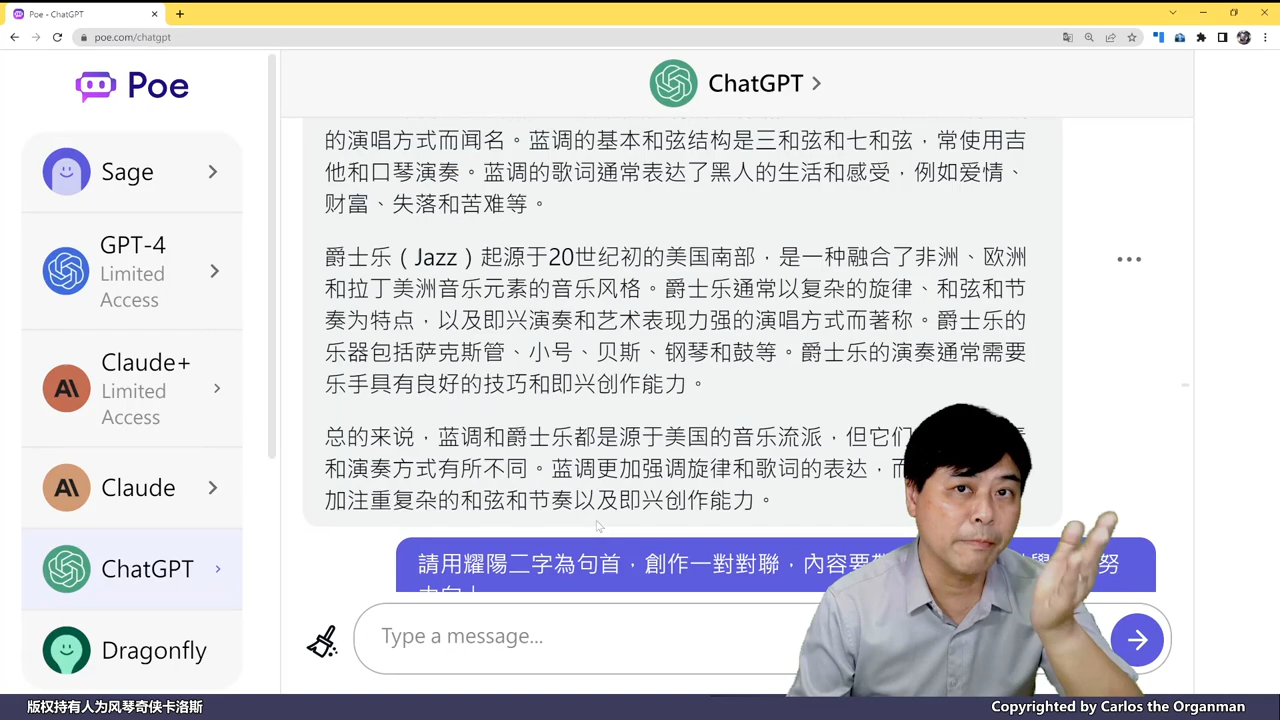 Poe - ChatGPT
poe.com/chatgpt
Poe
ChatGPT
Sage
GPT-4
Limited
Access
Claude+
Limited
Access
Claude
ChatGPT
Dragonfly
的演唱方式而闻名。蓝调的基本和弦结构是三和弦和七和弦，常使用吉
他和口琴演奏。蓝调的歌词通常表达了黑人的生活和感受，例如爱情、
财富、失落和苦难等。
爵士乐（Jazz）起源于20世纪初的美国南部，是一种融合了非洲、欧洲
和拉丁美洲音乐元素的音乐风格。爵士乐通常以复杂的旋律、和弦和节
奏为特点，以及即兴演奏和艺术表现力强的演唱方式而著称。爵士乐的
乐器包括萨克斯管、小号、贝斯、钢琴和鼓等。爵士乐的演奏通常需要
乐手具有良好的技巧和即兴创作能力。
总的来说，蓝调和爵士乐都是源于美国的音乐流派，但它们
和演奏方式有所不同。蓝调更加强调旋律和歌词的表达，而
加注重复杂的和弦和节奏以及即兴创作能力。
請用耀陽二字為句首，創作一對對聯，內容要 努
Type a message...
版权持有人为风琴奇侠卡洛斯
Copyrighted by Carlos the Organman